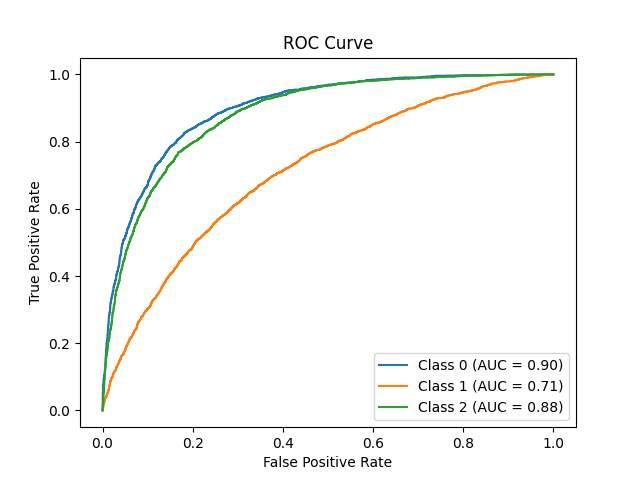 ROC Curve
True Positive Rate
1.0
0.8
0.6
0.4
0.2
0.0
0.0 0.2 0.4 0.6 0.8 1.0
False Positive Rate
Class 0 (AUC = 0.90)
Class 1 (AUC = 0.71)
Class 2 (AUC = 0.88)